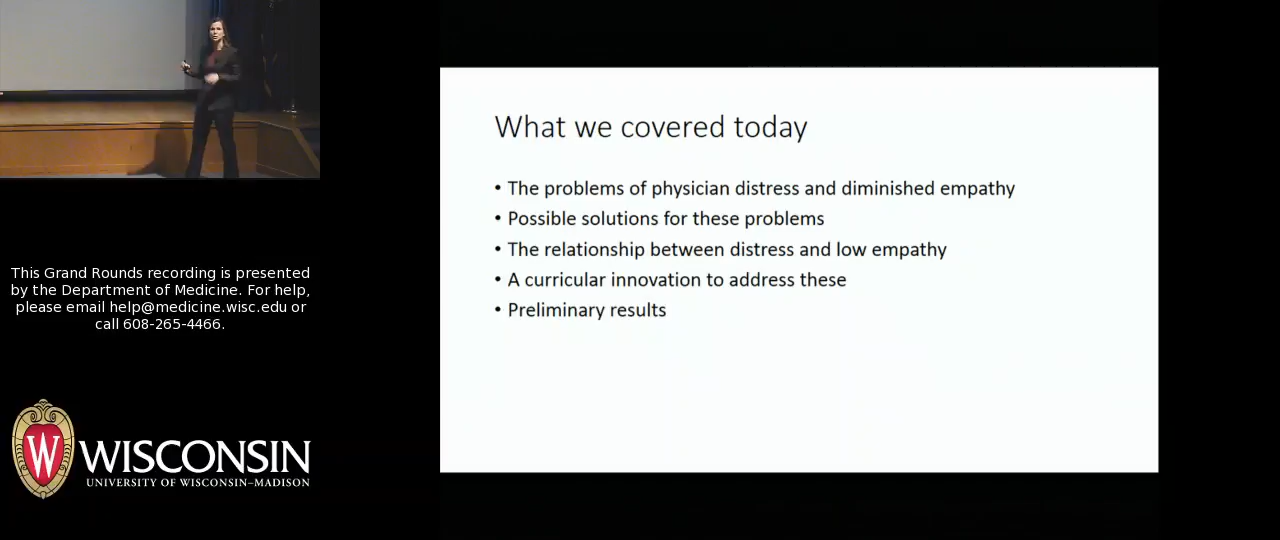 What we covered today
• The problems of physician distress and diminished empathy
• Possible solutions for these problems
• The relationship between distress and low empathy
• A curricular innovation to address these
• Preliminary results
This Grand Rounds recording is presented
by the Department of Medicine. For help,
please email help@medicine.wisc.edu or
call 608-265-4466.
W
WISCONSIN
UNIVERSITY OF WISCONSIN–MADISON